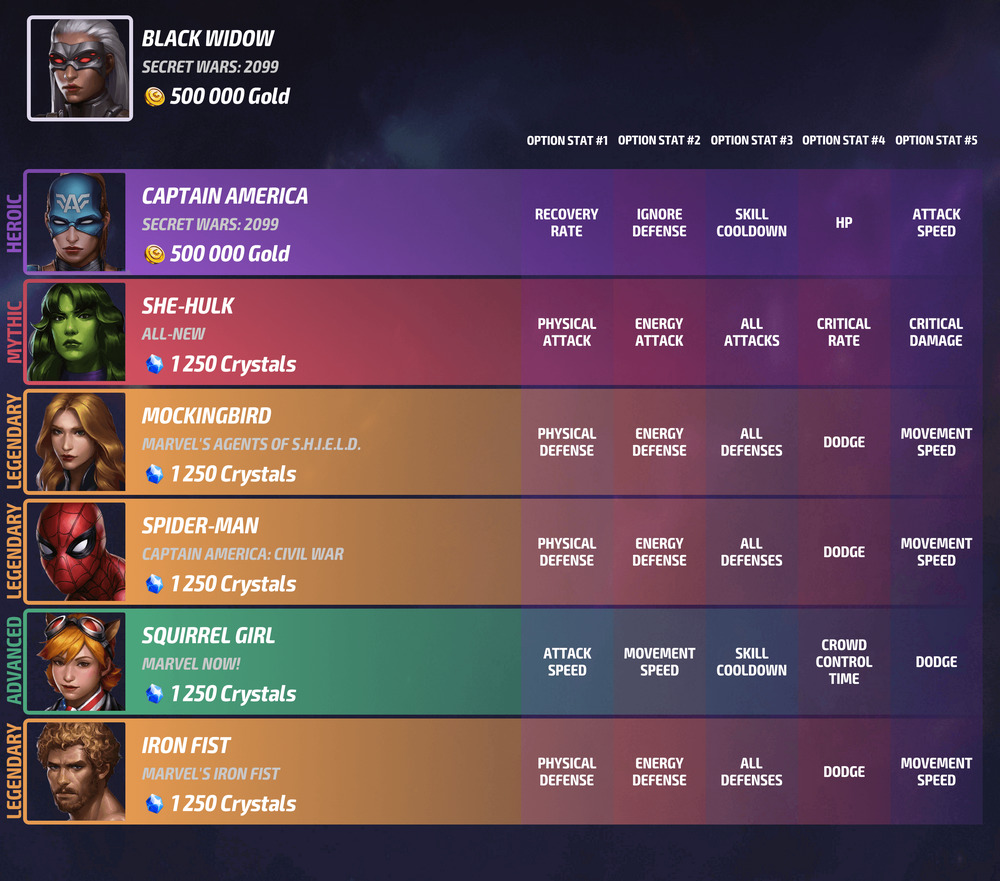 BLACK WIDOW
SECRET WARS: 2099
500 000 Gold
OPTION STAT #1 OPTION STAT #2 OPTION STAT #3 OPTION STAT #4 OPTION STAT #5
HEROIC
CAPTAIN AMERICA
SECRET WARS: 2099
500 000 Gold
RECOVERY
RATE
IGNORE
DEFENSE
SKILL
COOLDOWN
HP
ATTACK
SPEED
MYTHIC
SHE-HULK
ALL-NEW
1 250 Crystals
PHYSICAL
ATTACK
ENERGY
ATTACK
ALL
ATTACKS
CRITICAL
RATE
CRITICAL
DAMAGE
LEGENDARY
MOCKINGBIRD
MARVEL'S AGENTS OF S.H.I.E.L.D.
1 250 Crystals
PHYSICAL
DEFENSE
ENERGY
DEFENSE
ALL
DEFENSES
DODGE
MOVEMENT
SPEED
LEGENDARY
SPIDER-MAN
CAPTAIN AMERICA: CIVIL WAR
1 250 Crystals
PHYSICAL
DEFENSE
ENERGY
DEFENSE
ALL
DEFENSES
DODGE
MOVEMENT
SPEED
ADVANCED
SQUIRREL GIRL
MARVEL NOW!
1 250 Crystals
ATTACK
SPEED
MOVEMENT
SPEED
SKILL
COOLDOWN
CROWD
CONTROL
TIME
DODGE
LEGENDARY
IRON FIST
MARVEL'S IRON FIST
1 250 Crystals
PHYSICAL
DEFENSE
ENERGY
DEFENSE
ALL
DEFENSES
DODGE
MOVEMENT
SPEED